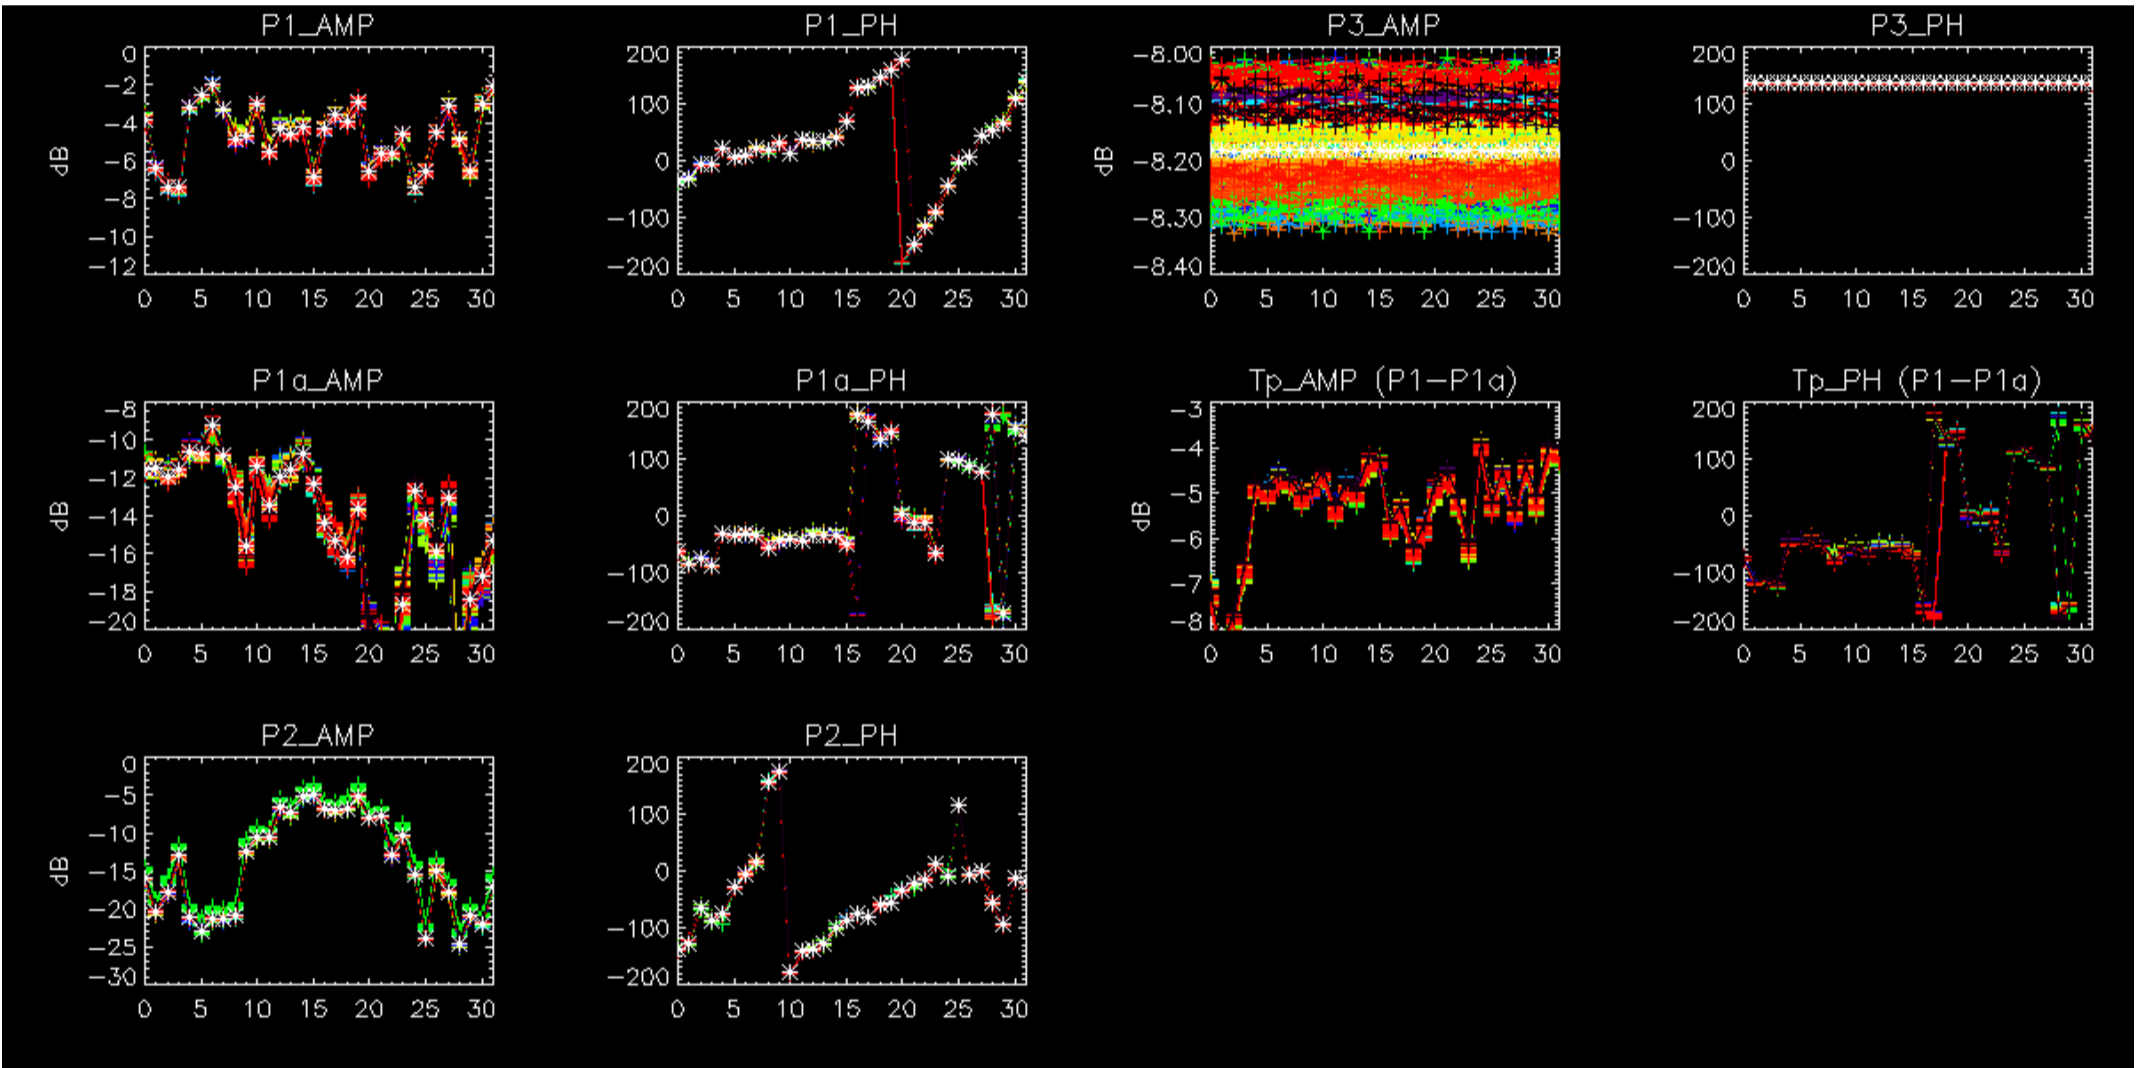 P1_AMP
P1_PH
P3_AMP
P3_PH
0
-2
-4
-6
-8
-10
-12
dB
0 5 10 15 20 25 30
200
100
0
-100
-200
0 5 10 15 20 25 30
-8.00
-8.10
-8.20
-8.30
-8.40
dB
0 5 10 15 20 25 30
200
100
0
-100
-200
0 5 10 15 20 25 30
P1a_AMP
P1a_PH
Tp_AMP (P1-P1a)
Tp_PH (P1-P1a)
-8
-10
-12
-14
-16
-18
-20
dB
0 5 10 15 20 25 30
200
100
0
-100
-200
0 5 10 15 20 25 30
-3
-4
-5
-6
-7
-8
dB
0 5 10 15 20 25 30
200
100
0
-100
-200
0 5 10 15 20 25 30
P2_AMP
P2_PH
0
-5
-10
-15
-20
-25
-30
dB
0 5 10 15 20 25 30
200
100
0
-100
-200
0 5 10 15 20 25 30